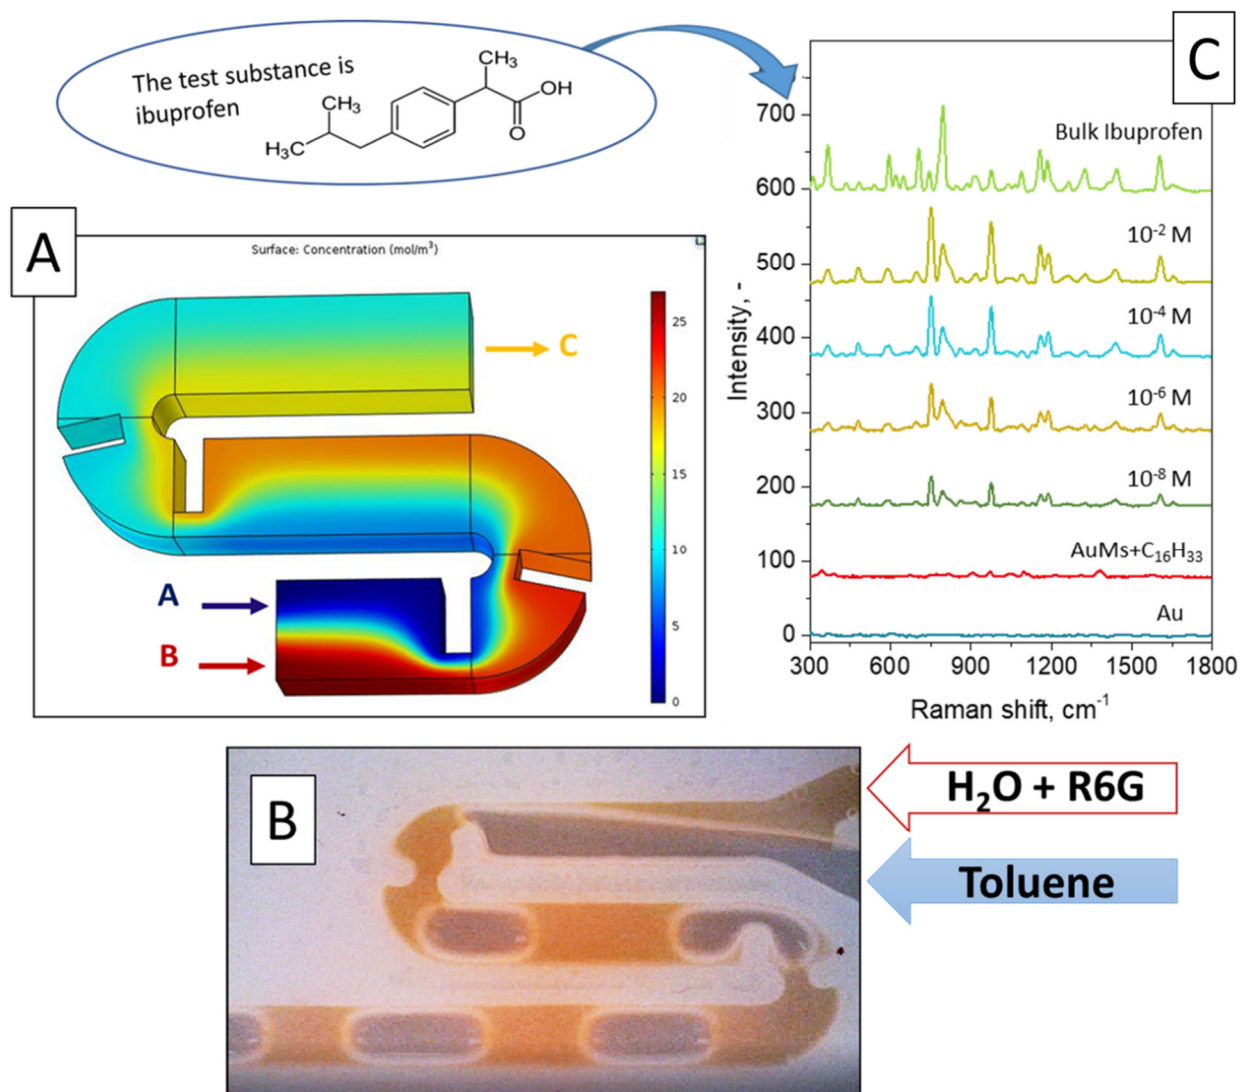 The test substance is
ibuprofen
CH₃
CH₃
OH
O
H₃C
C
Bulk Ibuprofen
10⁻² M
10⁻⁴ M
10⁻⁶ M
10⁻⁸ M
AuMs+C₁₆H₃₃
Au
700
600
500
400
300
200
100
0
Intensity, -
300 600 900 1200 1500 1800
Raman shift, cm⁻¹
A
Surface: Concentration (mol/m³)
C
A
B
25
20
15
10
5
0
B
H₂O + R6G
Toluene